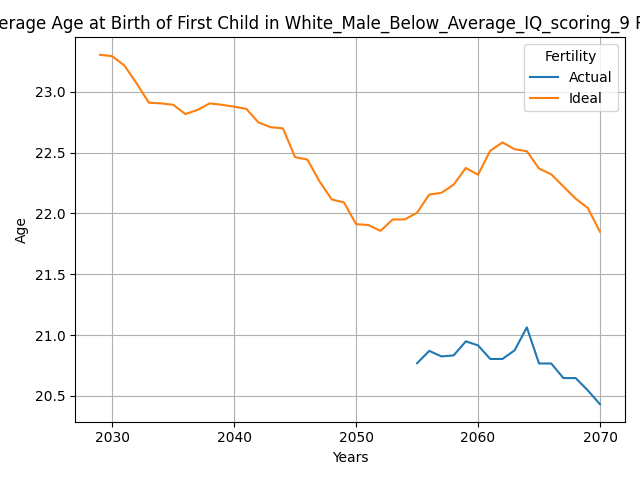 erage Age at Birth of First Child in White_Male_Below_Average_IQ_scoring_9
Fertility
Actual
Ideal
23.0
22.5
22.0
21.5
21.0
20.5
Age
2030 2040 2050 2060 2070
Years